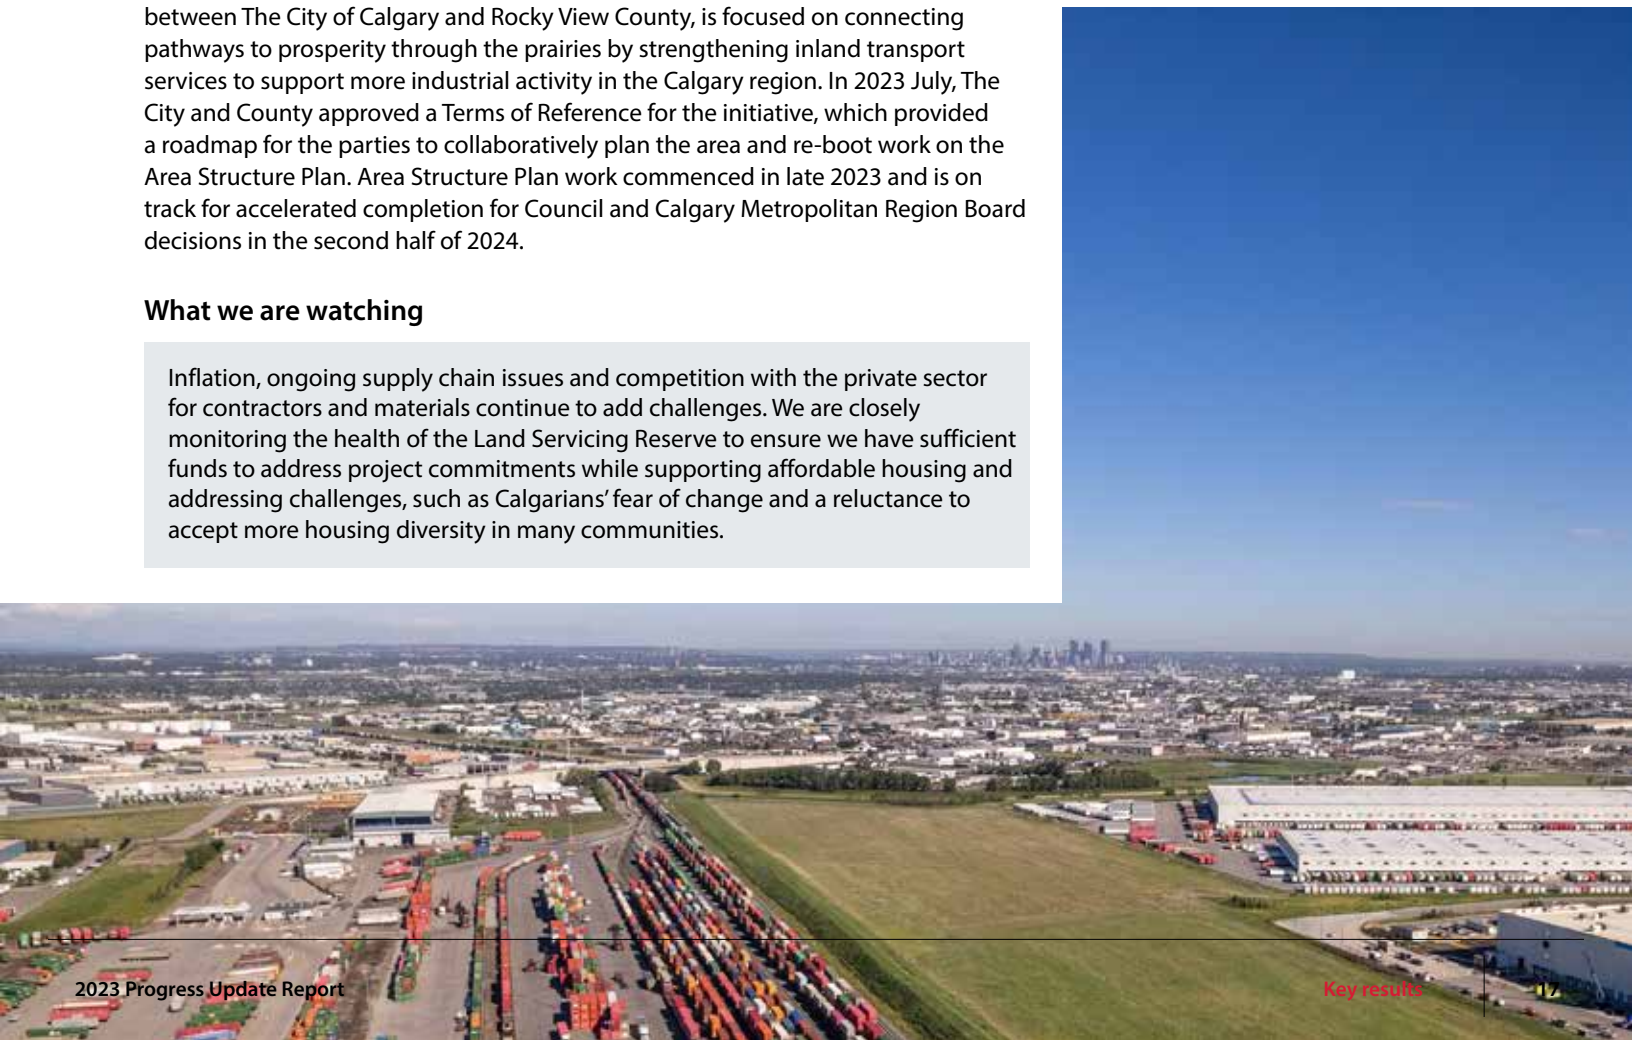 between The City of Calgary and Rocky View County, is focused on connecting
pathways to prosperity through the prairies by strengthening inland transport
services to support more industrial activity in the Calgary region. In 2023 July, The
City and County approved a Terms of Reference for the initiative, which provided
a roadmap for the parties to collaboratively plan the area and re-boot work on the
Area Structure Plan. Area Structure Plan work commenced in late 2023 and is on
track for accelerated completion for Council and Calgary Metropolitan Region Board
decisions in the second half of 2024.
What we are watching
Inflation, ongoing supply chain issues and competition with the private sector
for contractors and materials continue to add challenges. We are closely
monitoring the health of the Land Servicing Reserve to ensure we have sufficient
funds to address project commitments while supporting affordable housing and
addressing challenges, such as Calgarians’ fear of change and a reluctance to
accept more housing diversity in many communities.
2023 Progress Update Report
Key results
17